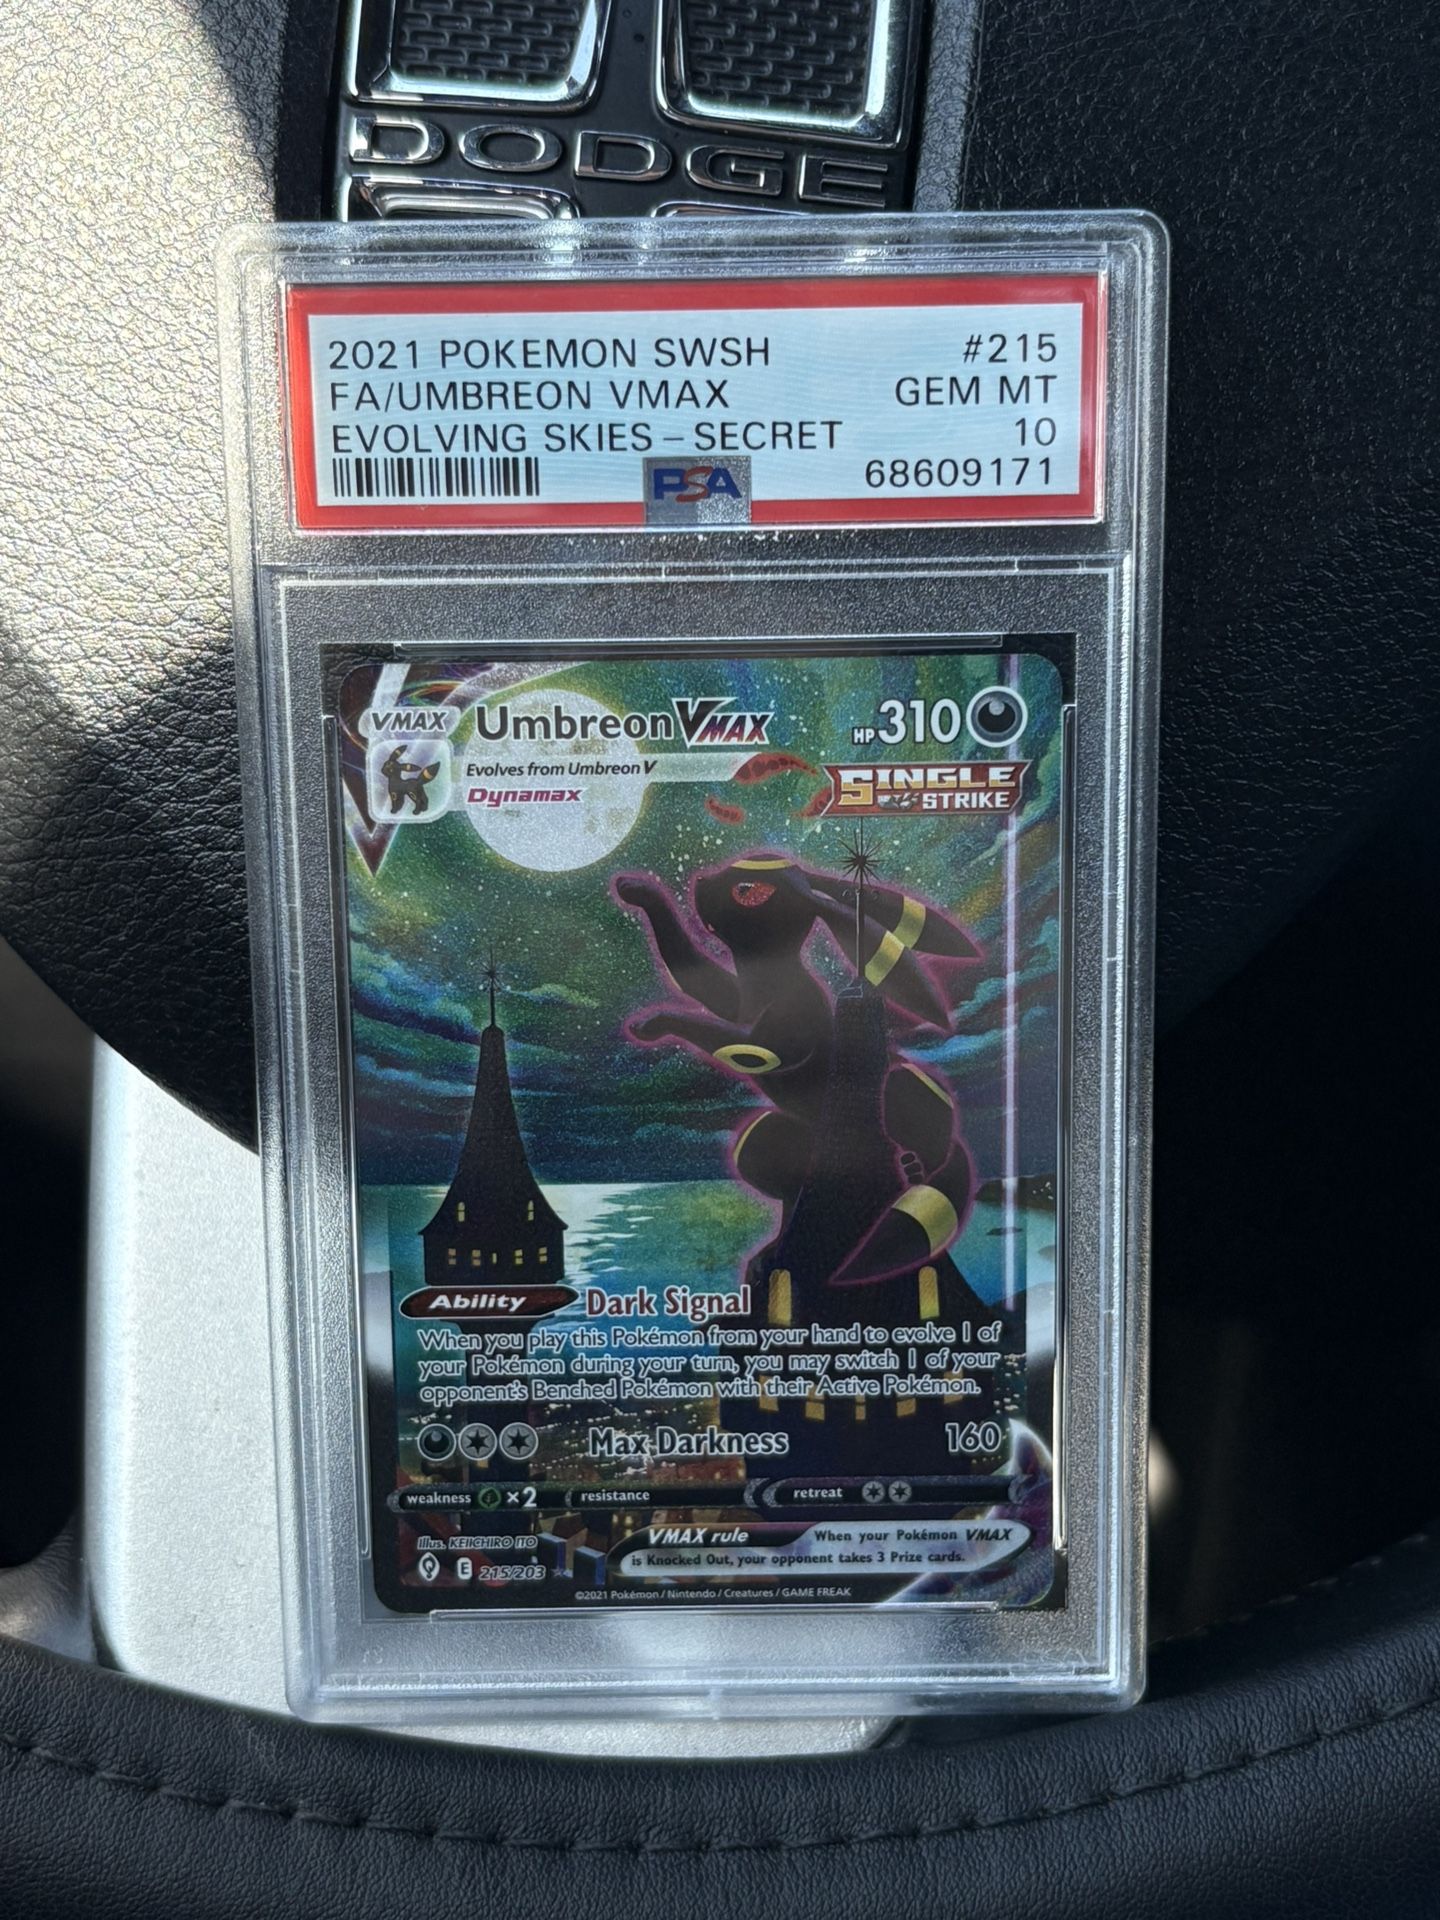 DODGE
2021 POKEMON SWSH #215
FA/UMBREON VMAX GEM MT
EVOLVING SKIES – SECRET 10
PSA 68609171
VMAX Umbreon VMAX HP 310
Evolves from Umbreon V
Dynamax
SINGLE
STRIKE
Ability Dark Signal
When you play this Pokémon from your hand to evolve 1 of
your Pokémon during your turn, you may switch 1 of your
opponent's Benched Pokémon with their Active Pokémon.
Max Darkness 160
weakness ×2 resistance retreat
Illus. KEIICHIRO ITO
VMAX rule When your Pokémon VMAX
is Knocked Out, your opponent takes 3 Prize cards.
E 215/203
©2021 Pokémon / Nintendo / Creatures / GAME FREAK